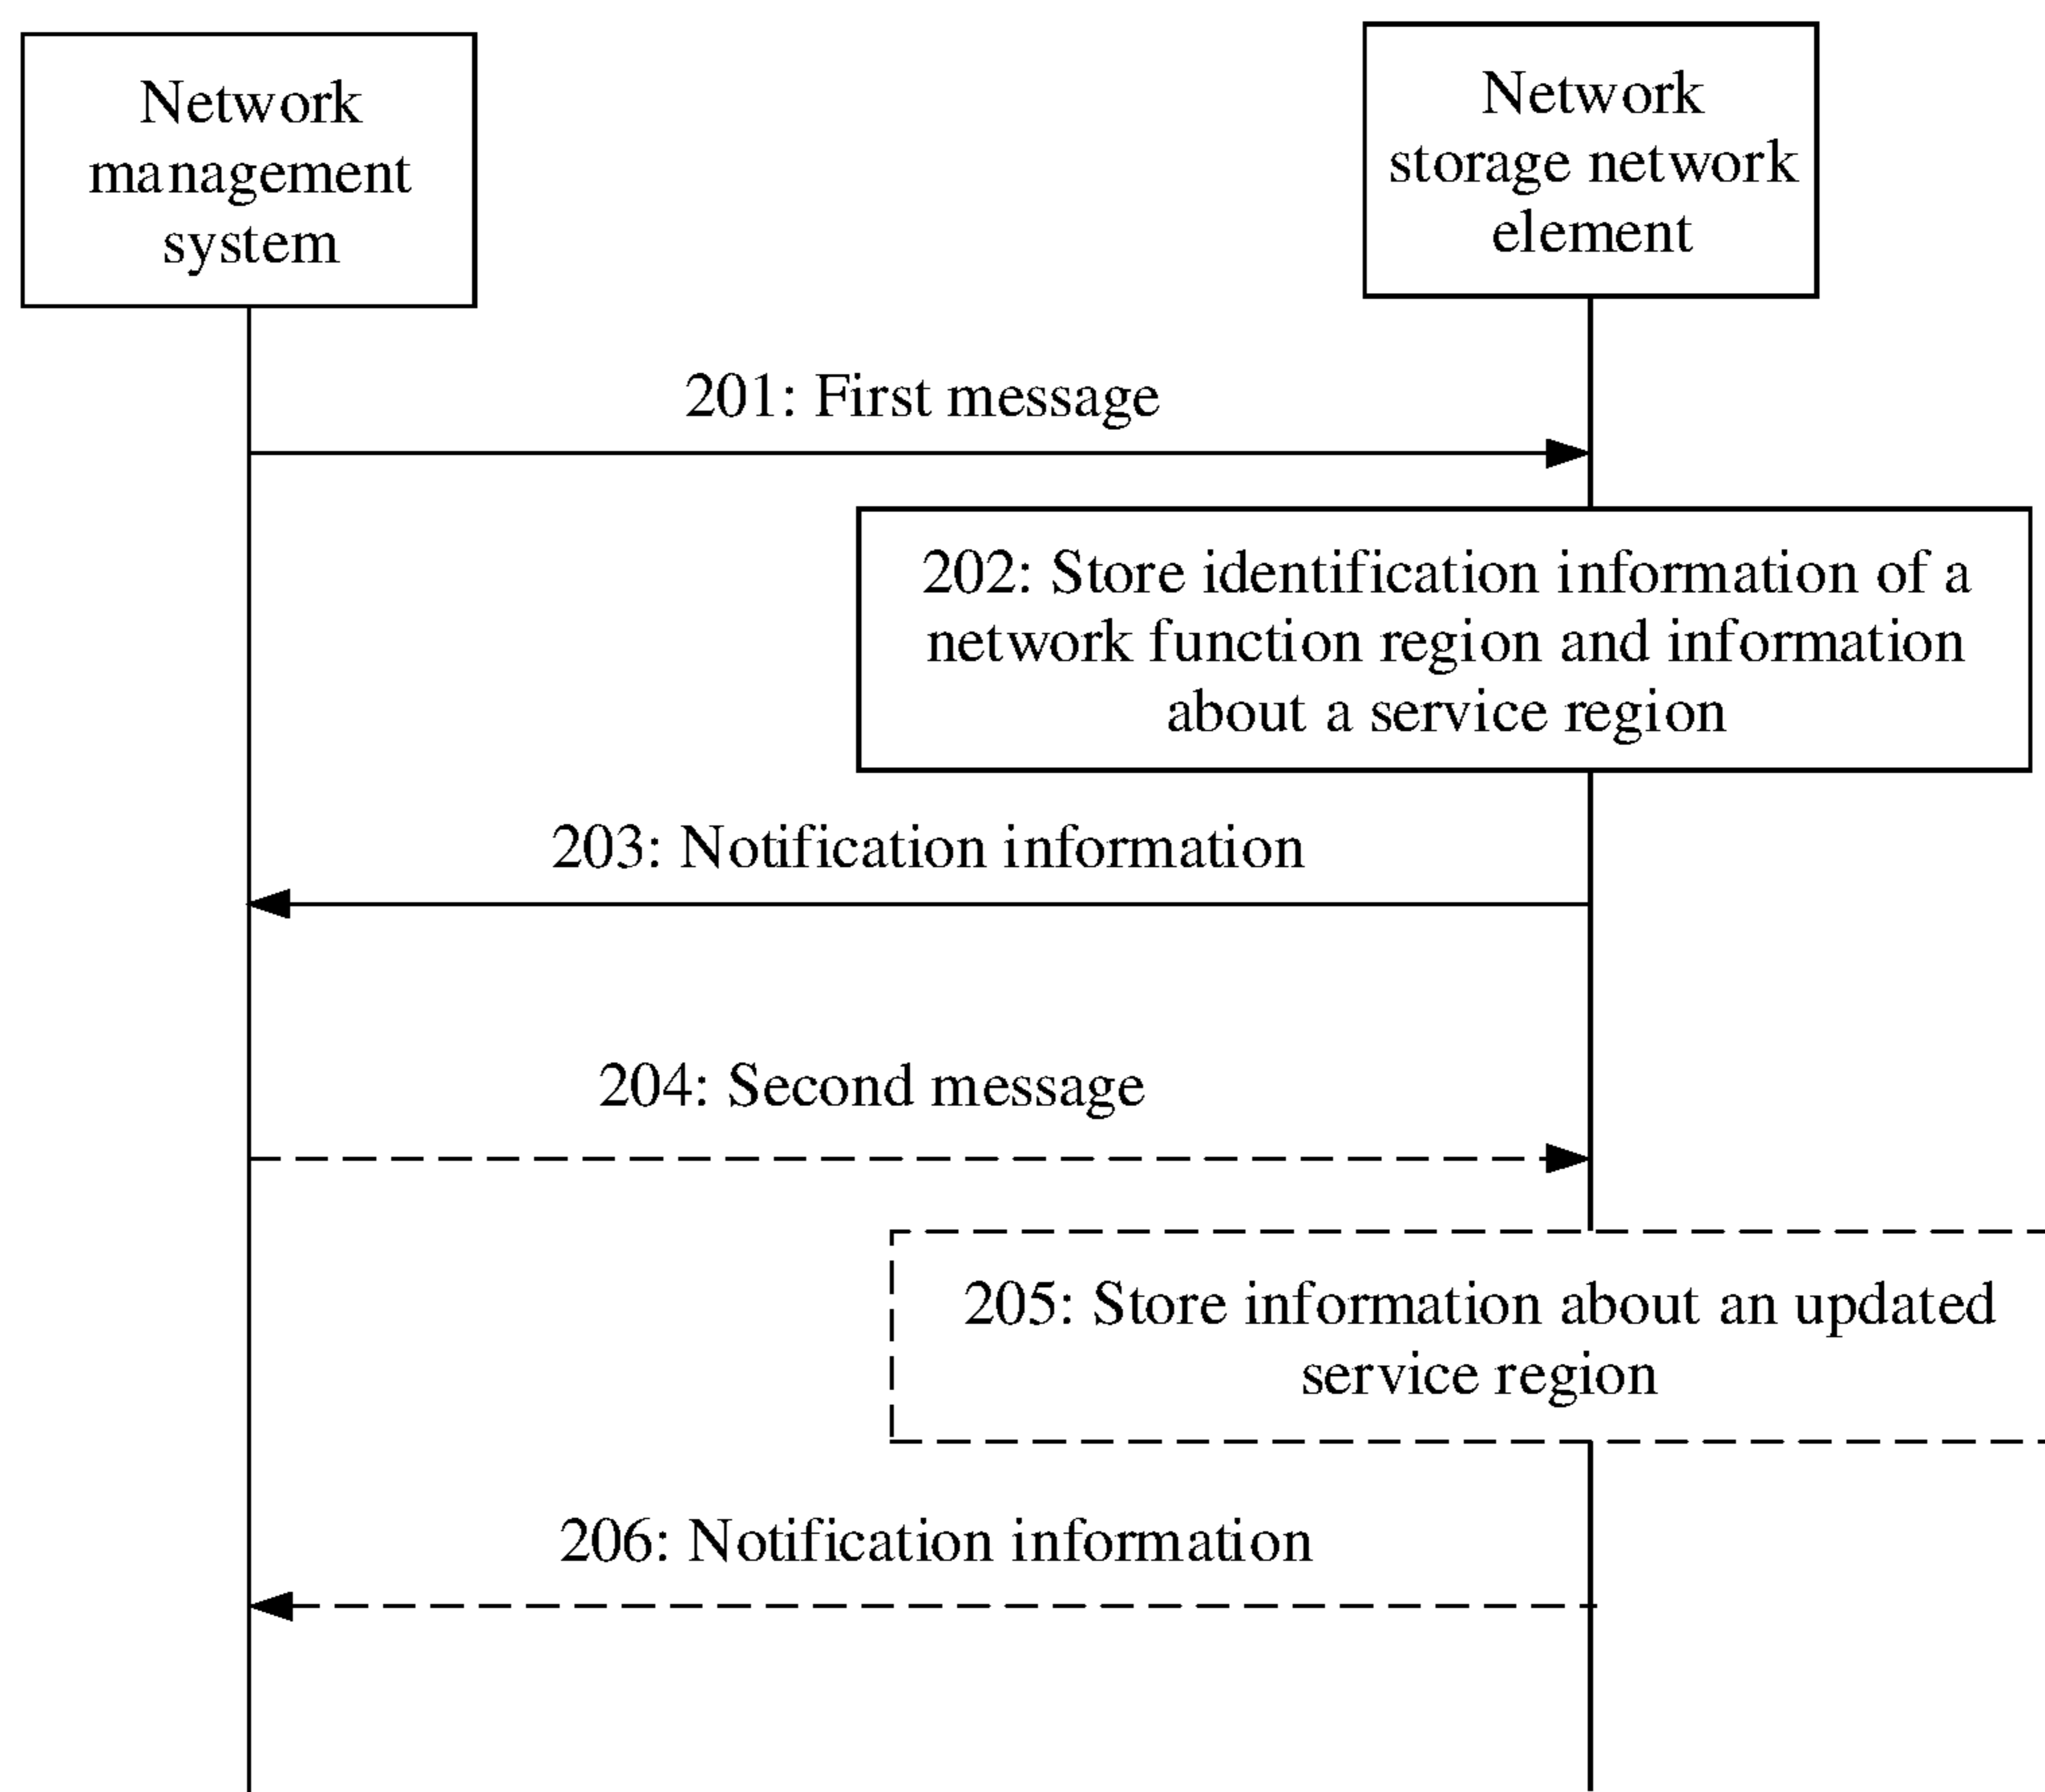 Network
management
system
Network
storage network
element
201: First message
202: Store identification information of a
network function region and information
about a service region
203: Notification information
204: Second message
205: Store information about an updated
service region
206: Notification information